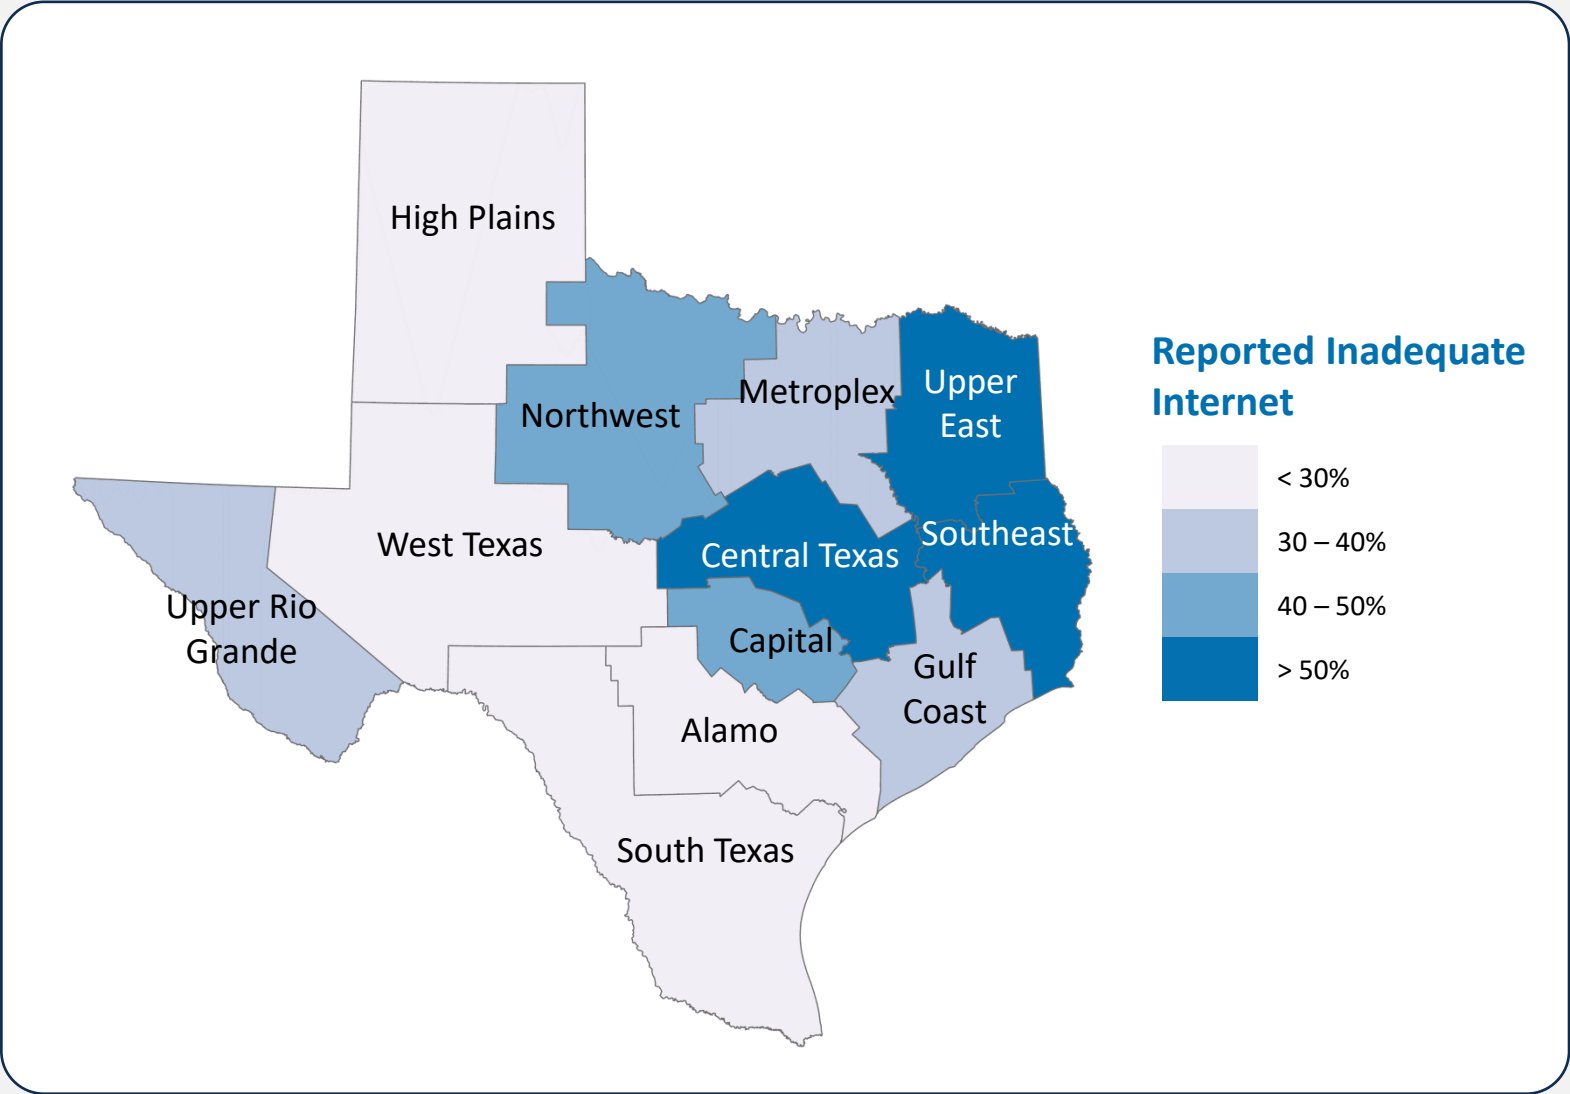 High Plains
Northwest
Metroplex
Upper
East
West Texas
Central Texas
Southeast
Upper Rio
Grande
Capital
Gulf
Coast
Alamo
South Texas
Reported Inadequate
Internet
< 30%
30 – 40%
40 – 50%
> 50%